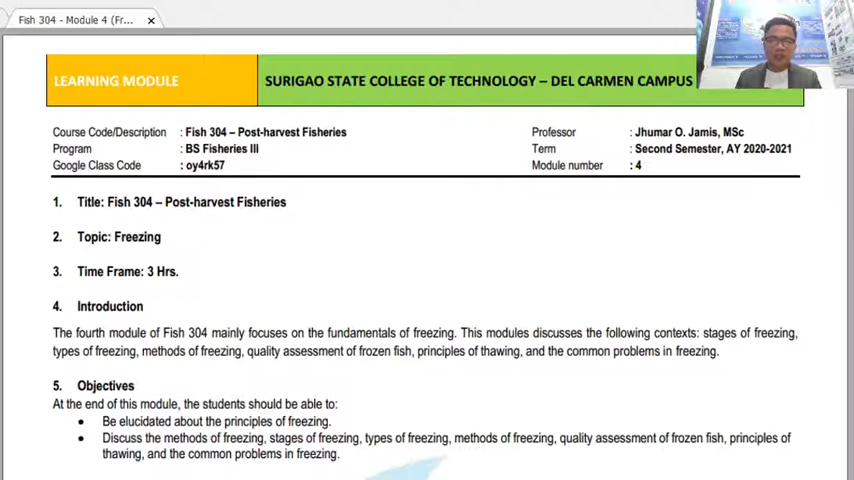 Fish 304 - Module 4 (Fr...
LEARNING MODULE
SURIGAO STATE COLLEGE OF TECHNOLOGY – DEL CARMEN CAMPUS
Course Code/Description : Fish 304 – Post-harvest Fisheries
Professor : Jhumar O. Jamis, MSc
Program : BS Fisheries III
Term : Second Semester, AY 2020-2021
Google Class Code : oy4rk57
Module number : 4
1. Title: Fish 304 – Post-harvest Fisheries
2. Topic: Freezing
3. Time Frame: 3 Hrs.
4. Introduction
The fourth module of Fish 304 mainly focuses on the fundamentals of freezing. This modules discusses the following contexts: stages of freezing,
types of freezing, methods of freezing, quality assessment of frozen fish, principles of thawing, and the common problems in freezing.
5. Objectives
At the end of this module, the students should be able to:
• Be elucidated about the principles of freezing.
• Discuss the methods of freezing, stages of freezing, types of freezing, methods of freezing, quality assessment of frozen fish, principles of
thawing, and the common problems in freezing.